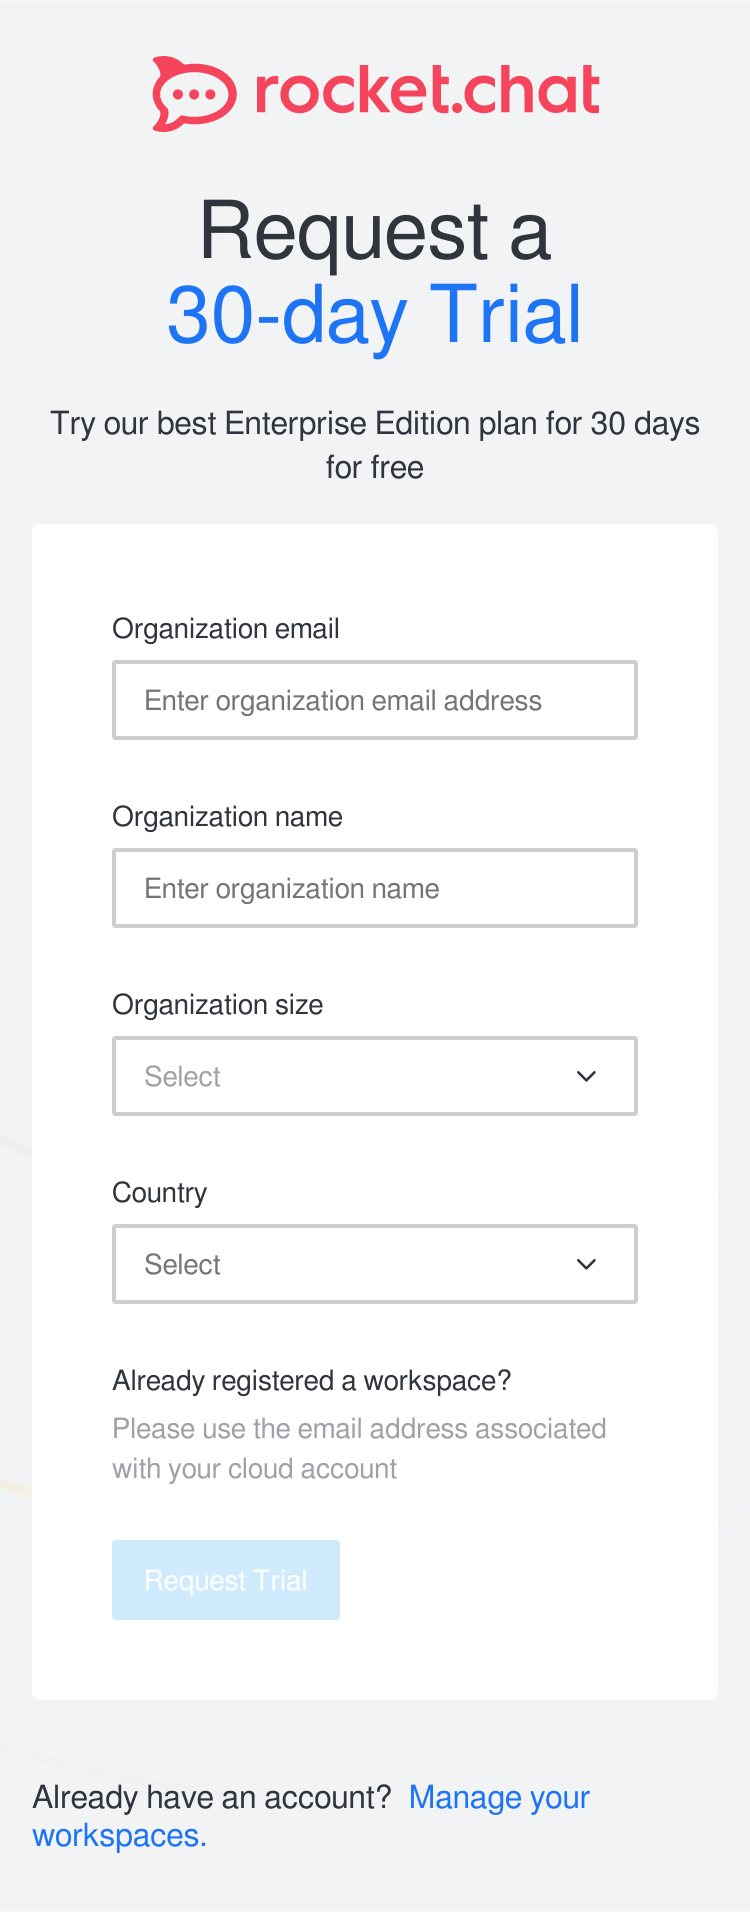 rocket.chat
Request a
30-day Trial
Try our best Enterprise Edition plan for 30 days
for free
Organization email
Enter organization email address
Organization name
Enter organization name
Organization size
Select
Country
Select
Already registered a workspace?
Please use the email address associated
with your cloud account
Request Trial
Already have an account? Manage your
workspaces.